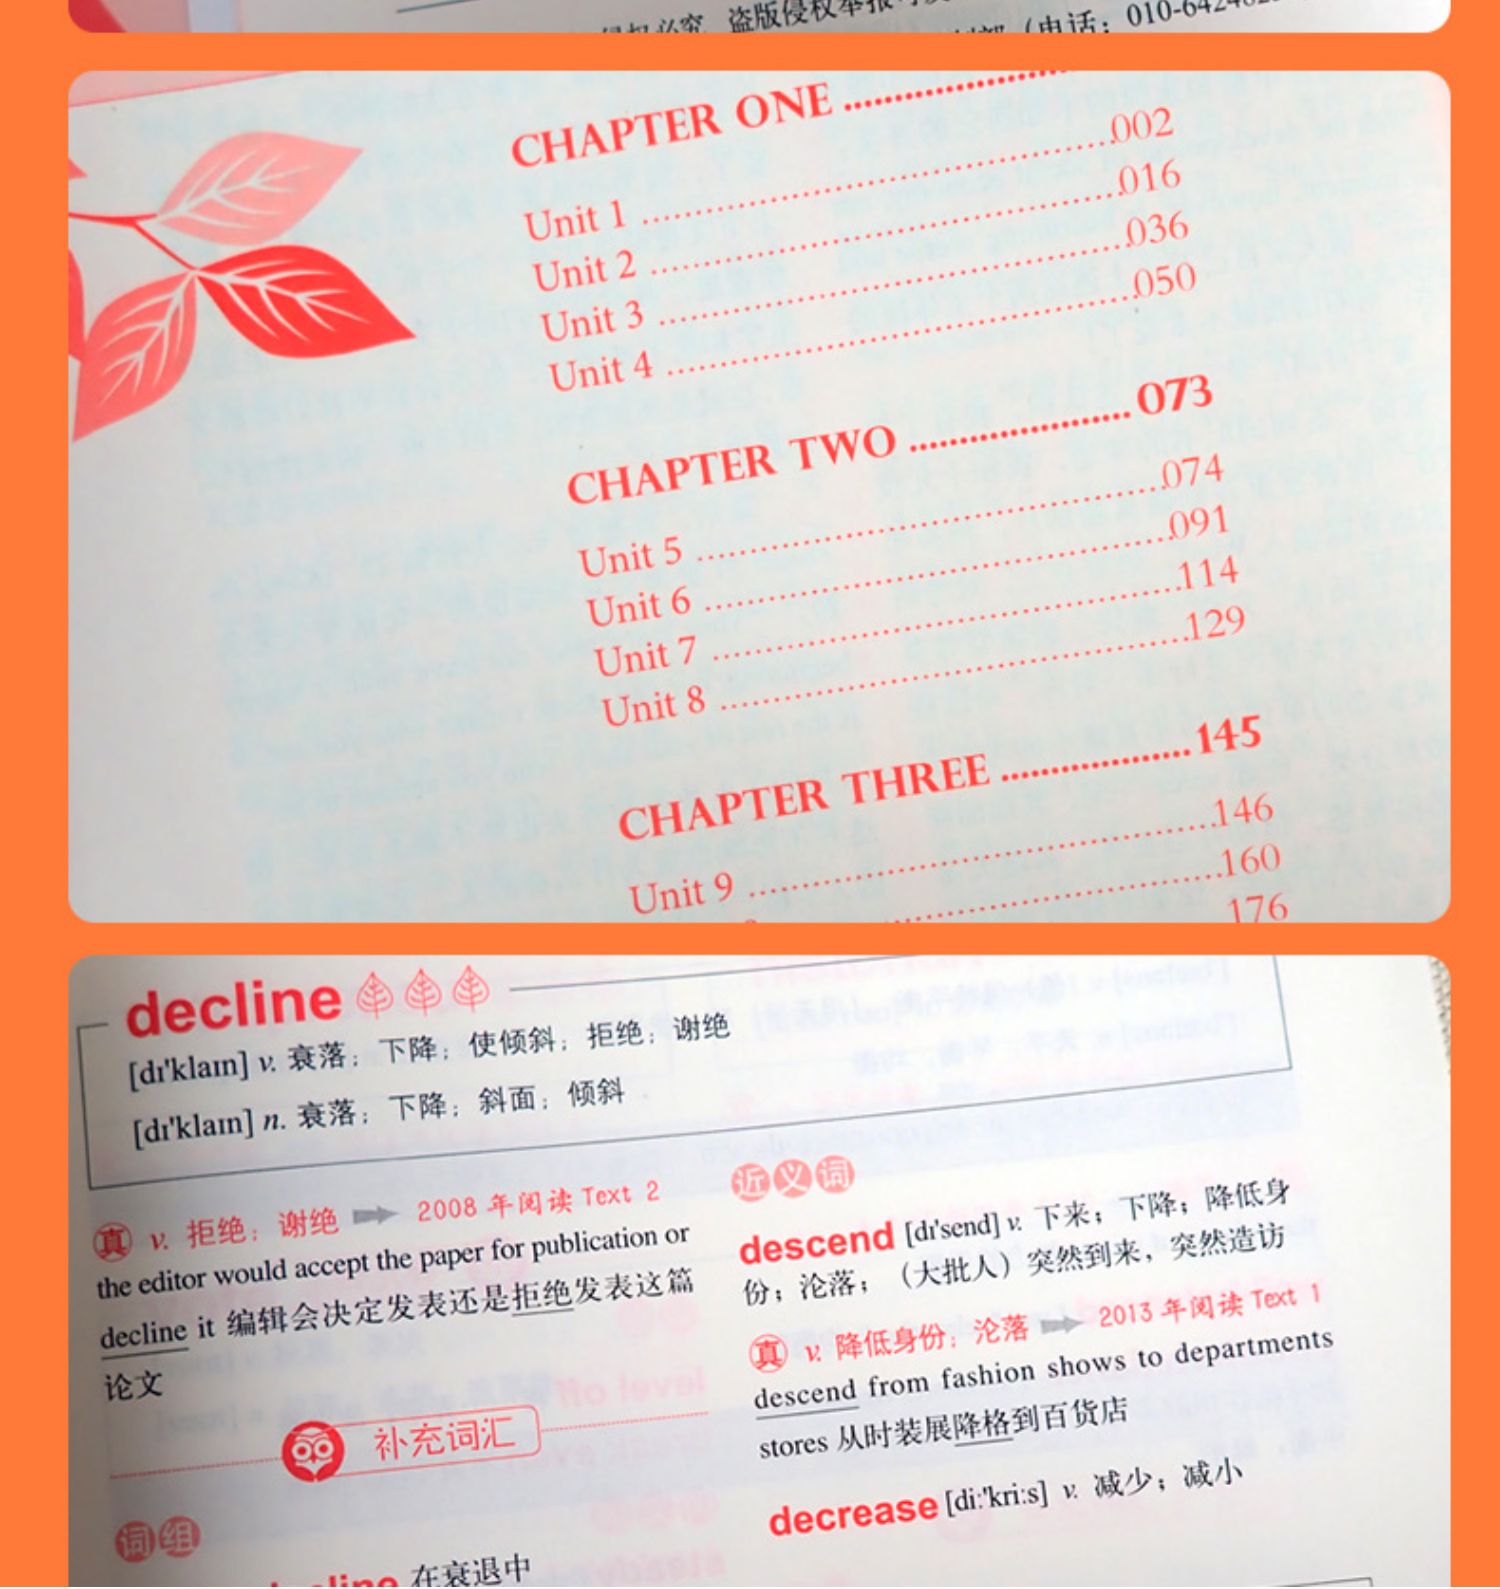 盗版侵权举报
(电话：010-64
CHAPTER ONE
Unit 1 002
Unit 2 016
Unit 3 036
Unit 4 050
CHAPTER TWO 073
Unit 5 074
Unit 6 091
Unit 7 114
Unit 8 129
CHAPTER THREE 145
Unit 9 146
160
176
decline
[dɪ'klaɪn] v. 衰落；下降；使倾斜；拒绝；谢绝
[dɪ'klaɪn] n. 衰落；下降；斜面；倾斜
真 v. 拒绝；谢绝 2008 年阅读 Text 2
the editor would accept the paper for publication or
decline it 编辑会决定发表还是拒绝发表这篇
论文
补充词汇
词组
在衰退中
近义词
descend [dɪ'send] v. 下来；下降；降低身
份；沦落；（大批人）突然到来，突然造访
真 v. 降低身份；沦落 2013 年阅读 Text 1
descend from fashion shows to departments
stores 从时装展降格到百货店
decrease [di:'kri:s] v. 减少；减小